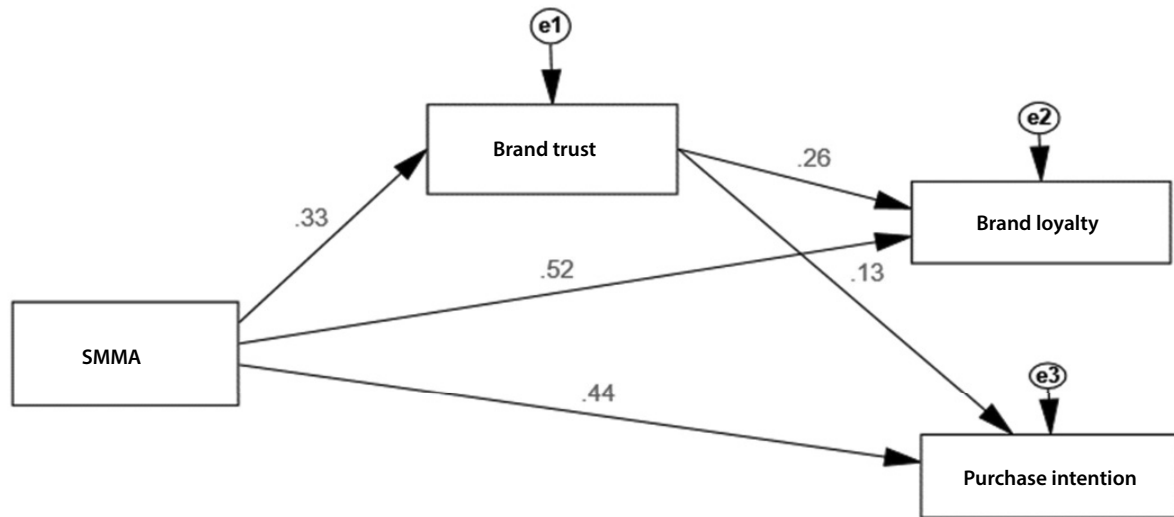 e1
Brand trust
e2
.26
Brand loyalty
.33
.52
.13
SMMA
e3
.44
Purchase intention